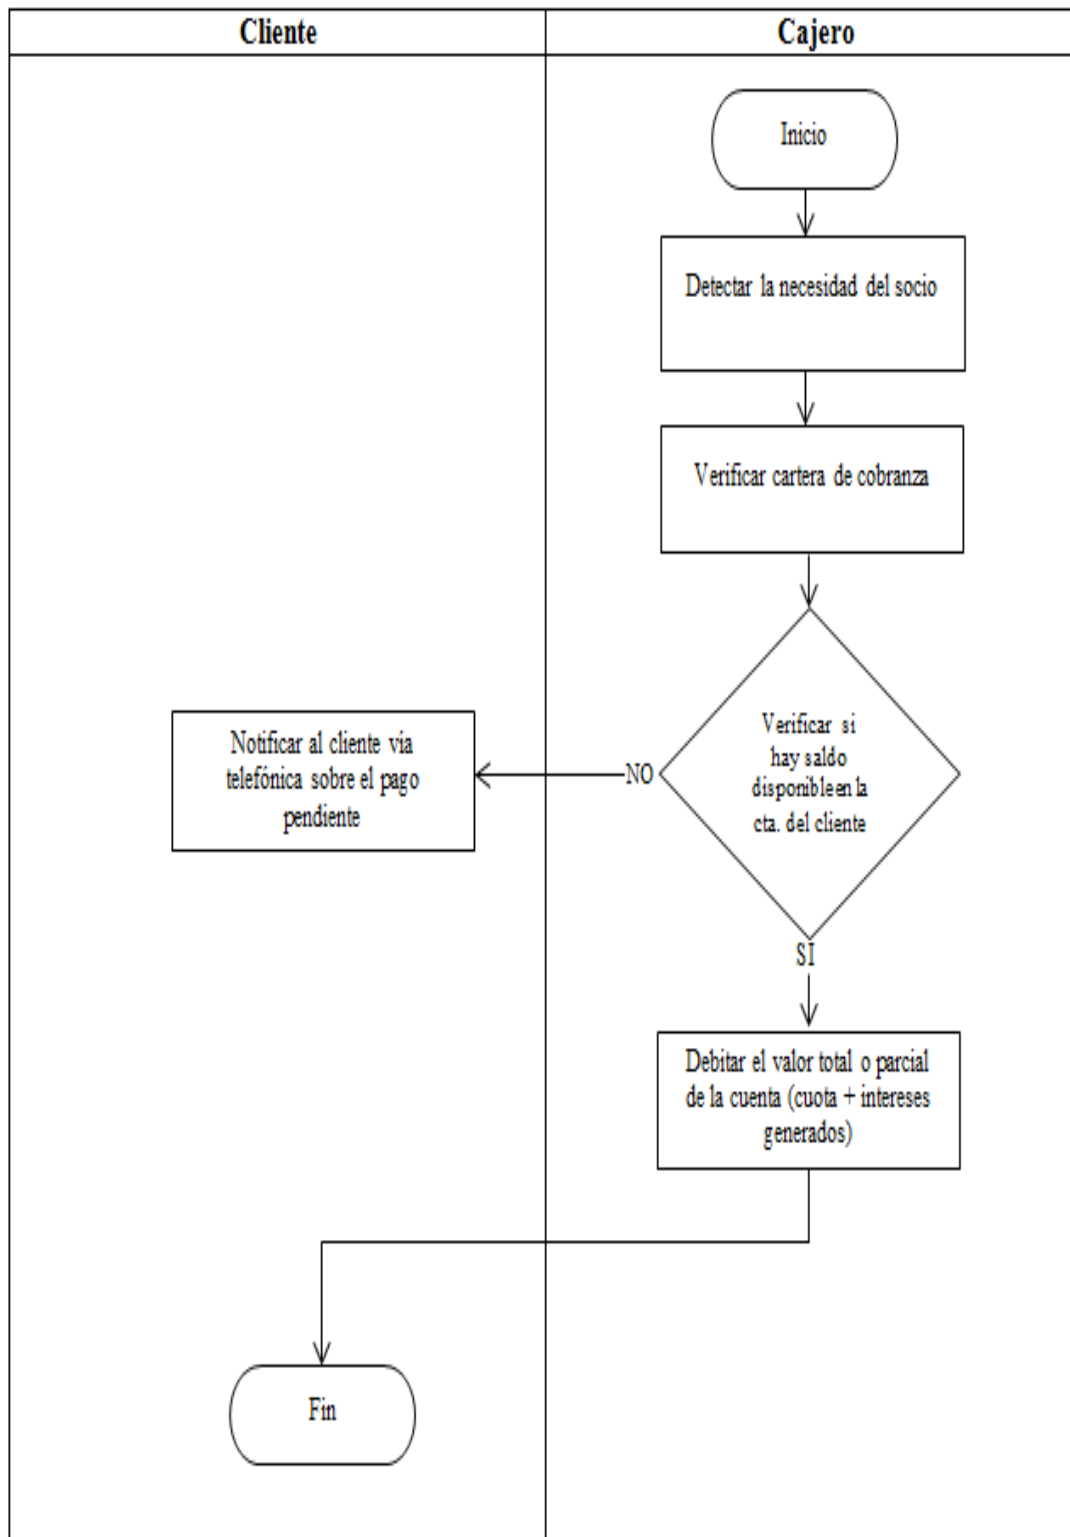 Cliente
Cajero
Inicio
Detectar la necesidad del socio
Verificar cartera de cobranza
Verificar si
hay saldo
disponible en la
cta. del cliente
NO
Notificar al cliente via
telefónica sobre el pago
pendiente
SI
Debitar el valor total o parcial
de la cuenta (cuota + intereses
generados)
Fin